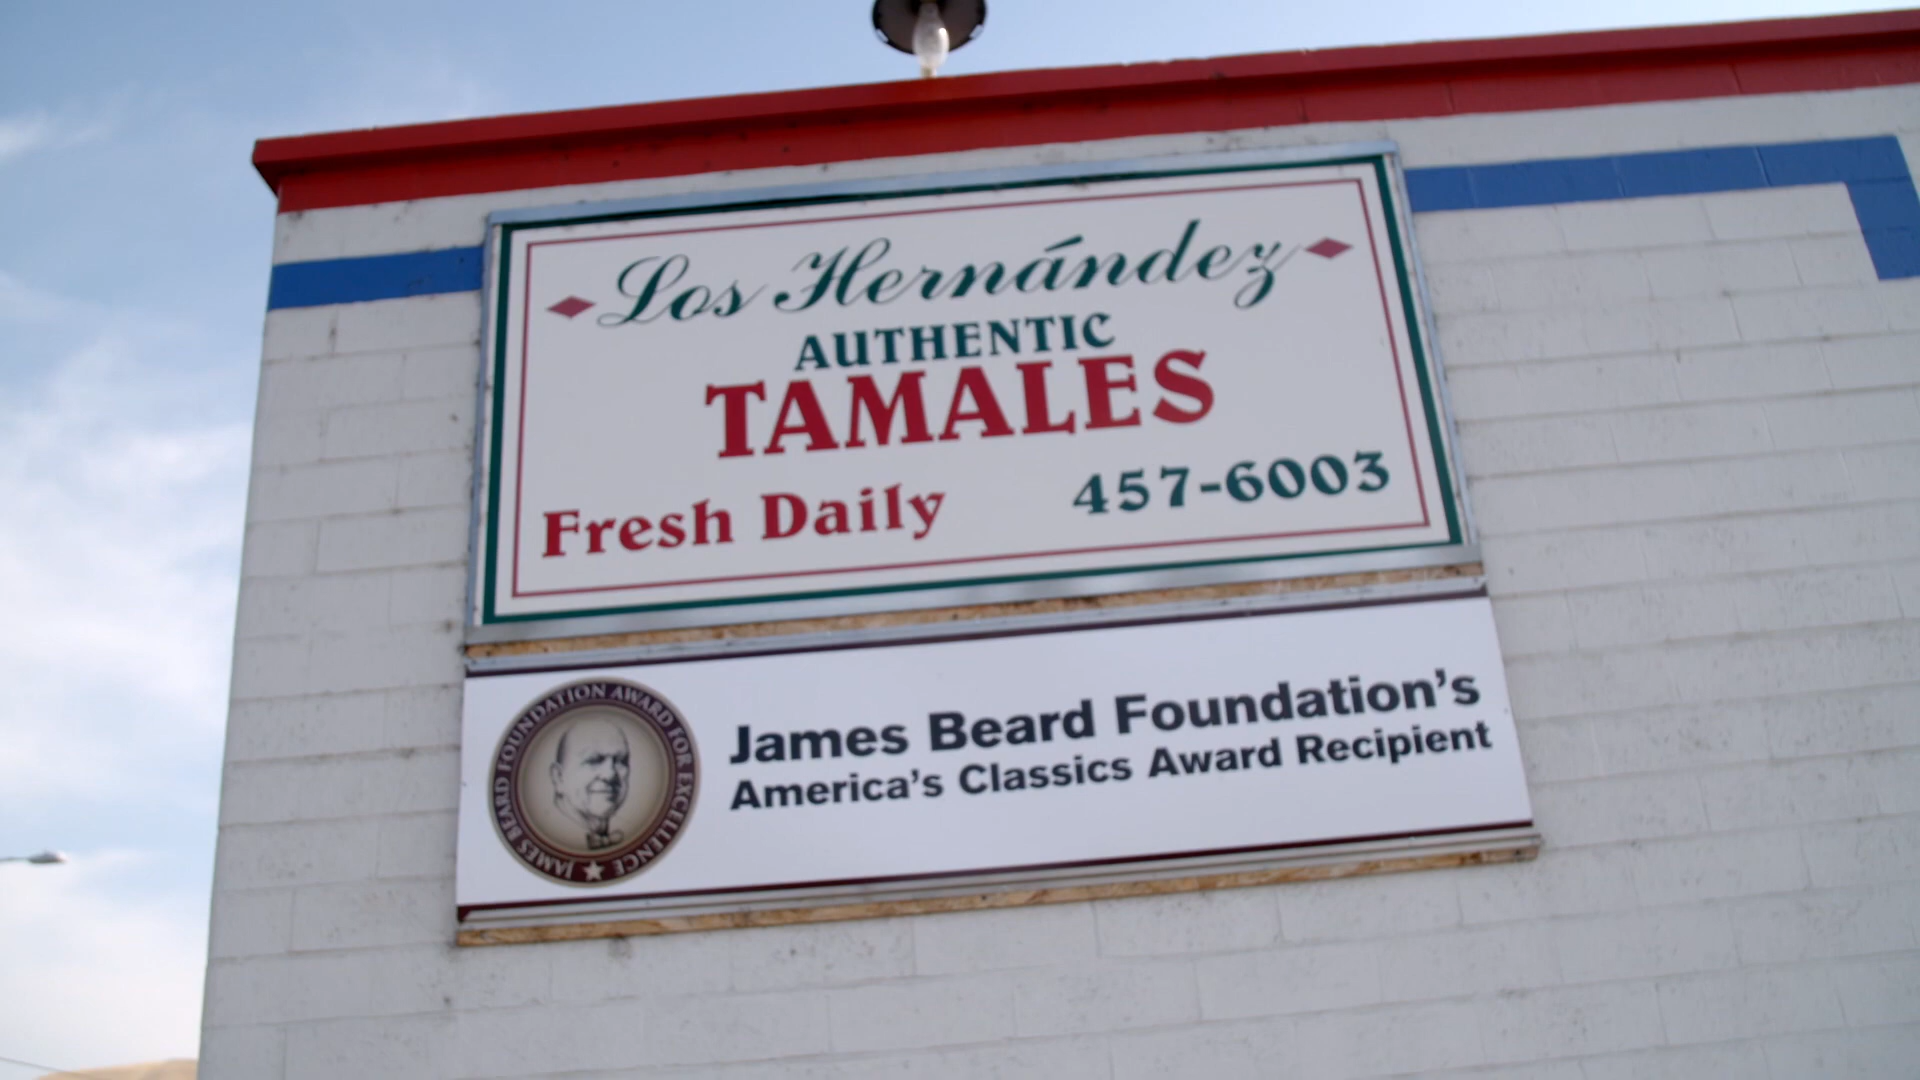 Los Hernández
AUTHENTIC
TAMALES
Fresh Daily 457-6003
JAMES BEARD FOUNDATION AWARD FOR EXCELLENCE
James Beard Foundation's
America's Classics Award Recipient